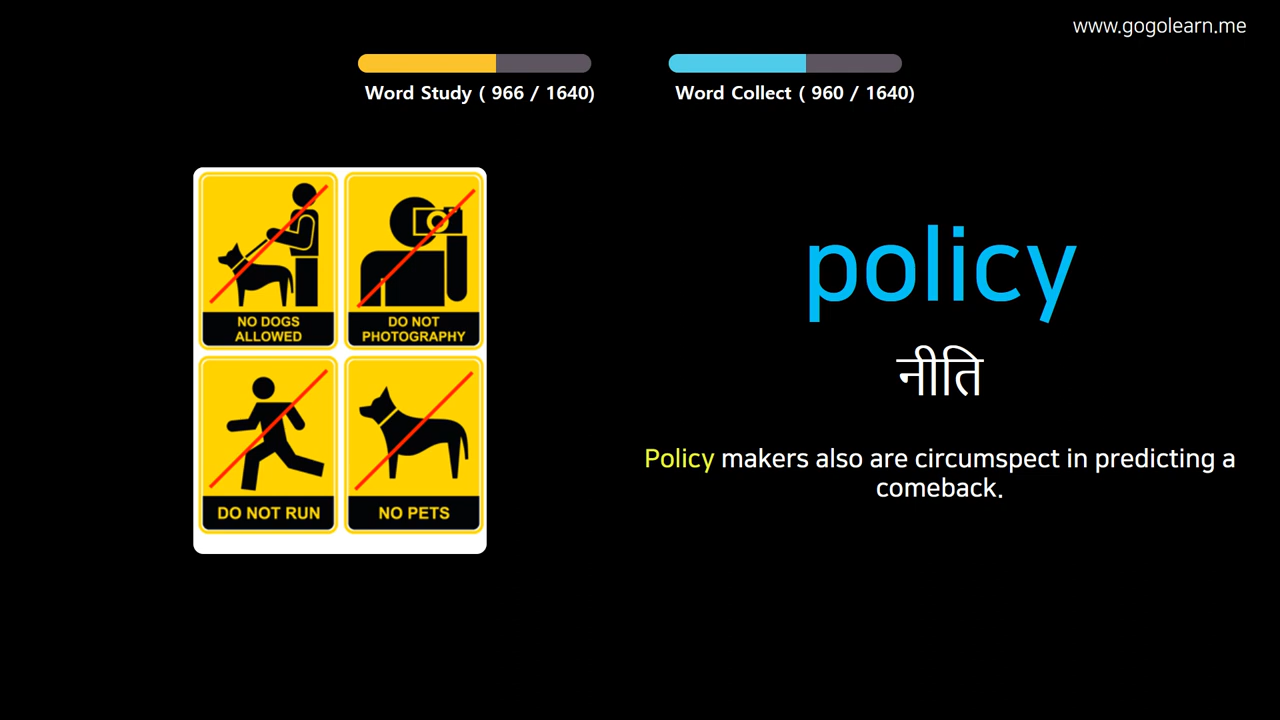 www.gogolearn.me
Word Study ( 966 / 1640)
Word Collect ( 960 / 1640)
NO DOGS
ALLOWED
DO NOT
PHOTOGRAPHY
DO NOT RUN
NO PETS
policy
नीति
Policy makers also are circumspect in predicting a
comeback.